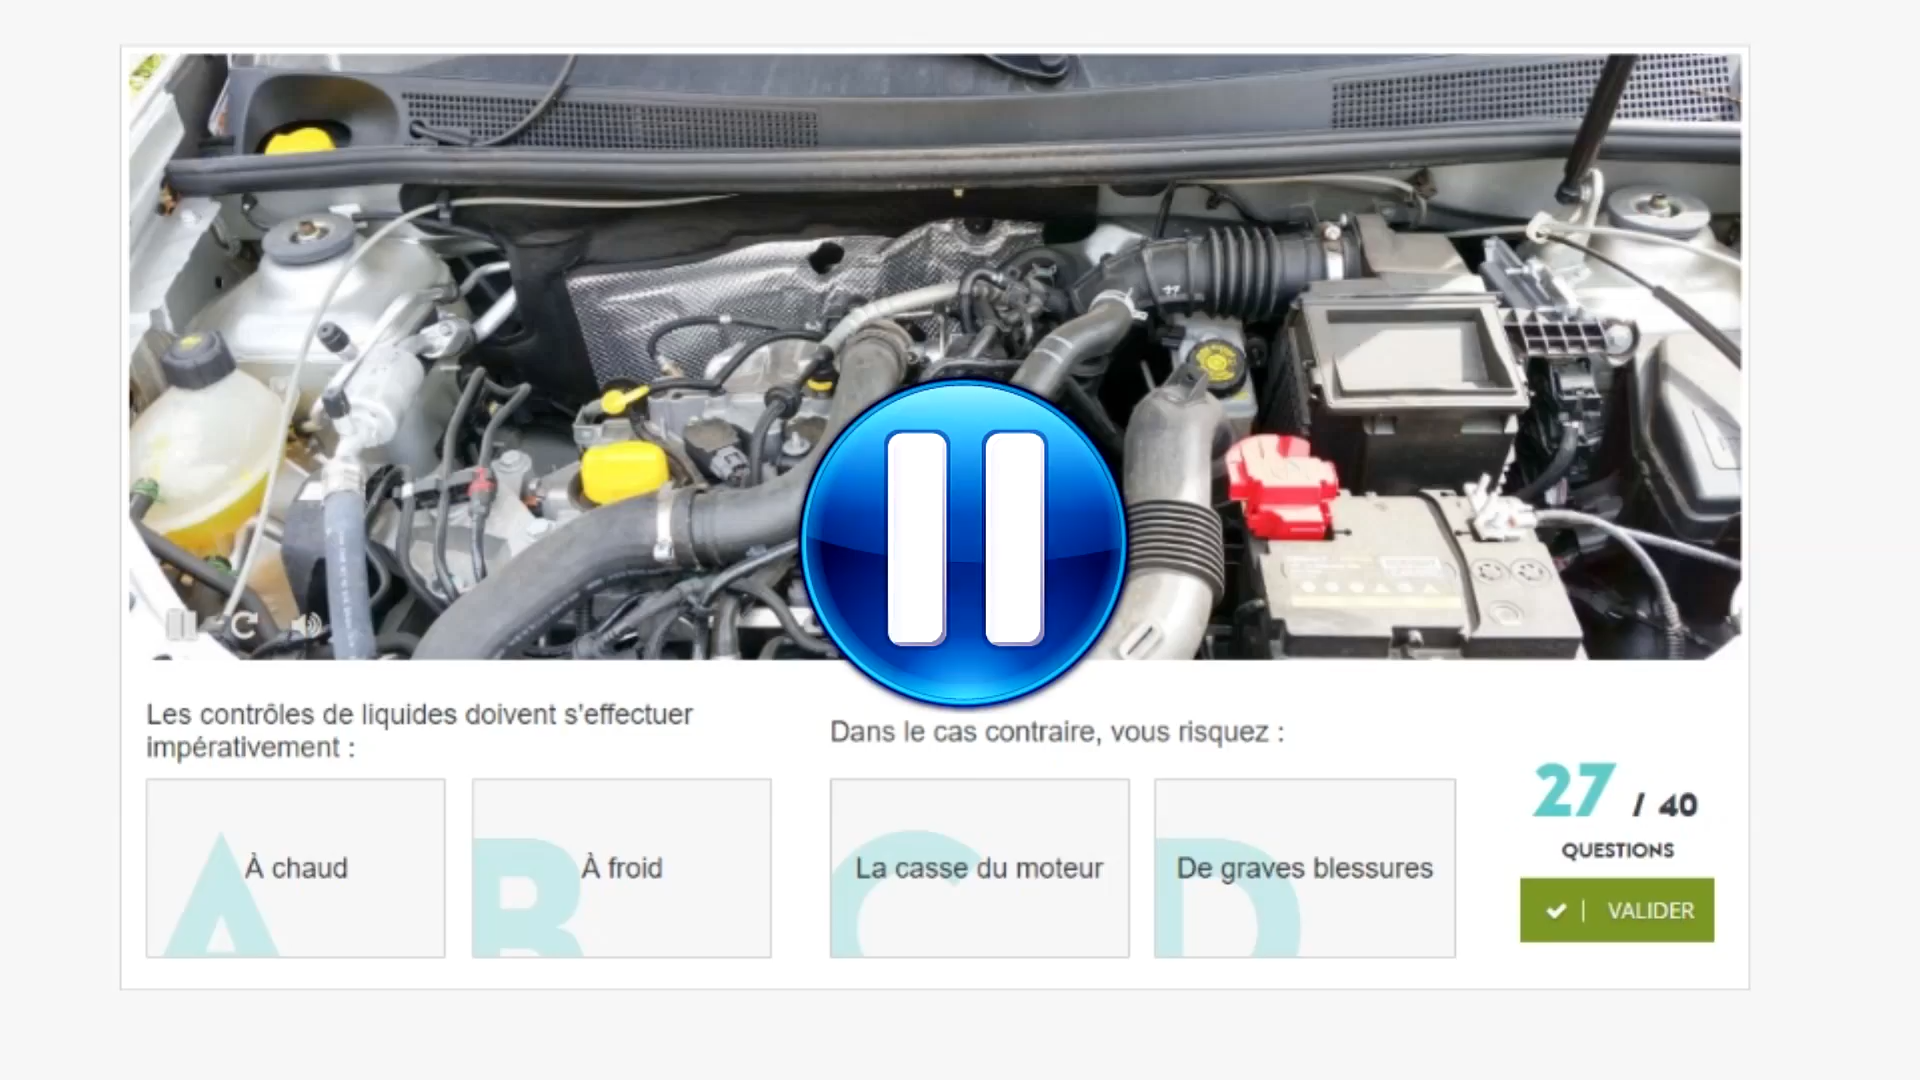 Les contrôles de liquides doivent s'effectuer
impérativement :
A
À chaud
B
À froid
Dans le cas contraire, vous risquez :
C
La casse du moteur
D
De graves blessures
27 / 40
QUESTIONS
VALIDER